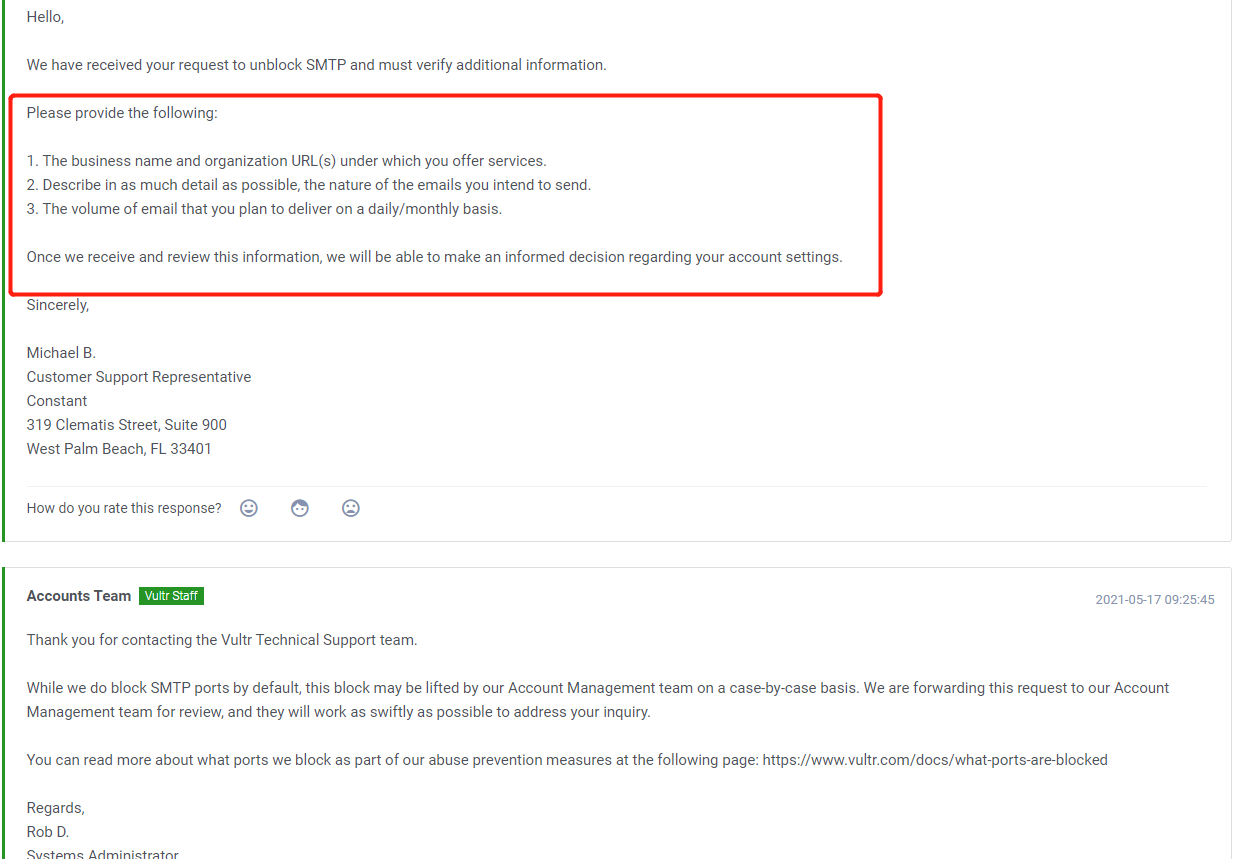 Hello,
We have received your request to unblock SMTP and must verify additional information.
Please provide the following:
1. The business name and organization URL(s) under which you offer services.
2. Describe in as much detail as possible, the nature of the emails you intend to send.
3. The volume of email that you plan to deliver on a daily/monthly basis.
Once we receive and review this information, we will be able to make an informed decision regarding your account settings.
Sincerely,
Michael B.
Customer Support Representative
Constant
319 Clematis Street, Suite 900
West Palm Beach, FL 33401
How do you rate this response?
Accounts Team Vultr Staff 2021-05-17 09:25:45
Thank you for contacting the Vultr Technical Support team.
While we do block SMTP ports by default, this block may be lifted by our Account Management team on a case-by-case basis. We are forwarding this request to our Account
Management team for review, and they will work as swiftly as possible to address your inquiry.
You can read more about what ports we block as part of our abuse prevention measures at the following page: https://www.vultr.com/docs/what-ports-are-blocked
Regards,
Rob D.
Systems Administrator